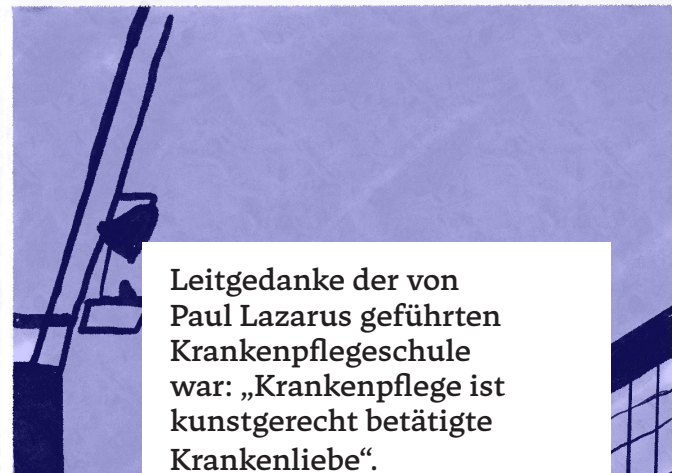 Leitgedanke der von
Paul Lazarus geführten
Krankenpflegeschule
war: „Krankenpflege ist
kunstgerecht betätigte
Krankenliebe“.